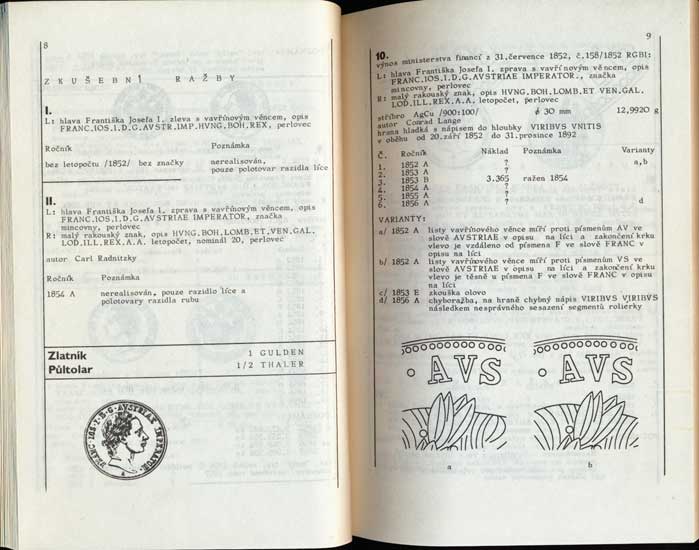 8
ZKUŠEBNÍ RAŽBY
I.
L: hlava Františka Josefa I. zleva s vavřínovým věncem, opis
FRANC.IOS.I.D.G.AVSTR.IMP.HVNG.BOH.REX, perlovec
Ročník Poznámka
bez letopočtu /1852/ bez značky nerealisován,
pouze polotovar razidla líce
II.
L: hlava Františka Josefa I. zprava s vavřínovým věncem, opis
FRANC.IOS.I.D.G.AVSTRIAE IMPERATOR, značka
mincovny, perlovec
R: malý rakouský znak, opis HVNG.BOH.LOMB.ET.VEN.GAL.
LOD.ILL.REX.A.A. letopočet, nominál 20, perlovec
autor Carl Radnitzky
Ročník Poznámka
1854 A nerealisován, pouze razidlo líce a
polotovary razidla rubu
Zlatník 1 GULDEN
Půltolar 1/2 THALER
FRANC·IOS·I·D·G·AVSTRIAE IMPERATOR
9
10.
výnos ministerstva financí z 31.července 1852, č.158/1852 RGBl:
L: hlava Františka Josefa I. zprava s vavřínovým věncem, opis
FRANC.IOS.I.D.G.AVSTRIAE IMPERATOR., značka
mincovny, perlovec
R: malý rakouský znak, opis HVNG.BOH.LOMB.ET VEN.GAL.
LOD.ILL.REX.A.A. letopočet, perlovec
stříbro AgCu /900:100/ ϕ 30 mm 12,9920 g
autor Conrad Lange
hrana hladká s nápisem do hloubky VIRIBVS VNITIS
v oběhu od 20.září 1852 do 31.prosince 1892
Č. Ročník Náklad Poznámka Varianty
1. 1852 A ? a,b
2. 1853 A ?
3. 1853 B 3.365 ražen 1854
4. 1854 A ?
5. 1855 A ?
6. 1856 A ? d
VARIANTY:
a/ 1852 A listy vavřínového věnce míří proti písmenům AV ve
slově AVSTRIAE v opisu na líci a zakončení krku
vlevo je vzdáleno od písmena F ve slově FRANC v
opisu na líci
b/ 1852 A listy vavřínového věnce míří proti písmenům VS ve
slově AVSTRIAE v opisu na líci a zakončení krku
vlevo je těsně u písmena F ve slově FRANC v opisu
na líci
c/ 1853 E zkouška olovo
d/ 1856 A chyboražba, na hraně chybný nápis VIRIBVS VIRIBVS
následkem nesprávného sesazení segmentů rolierky
AVS AVS
a b